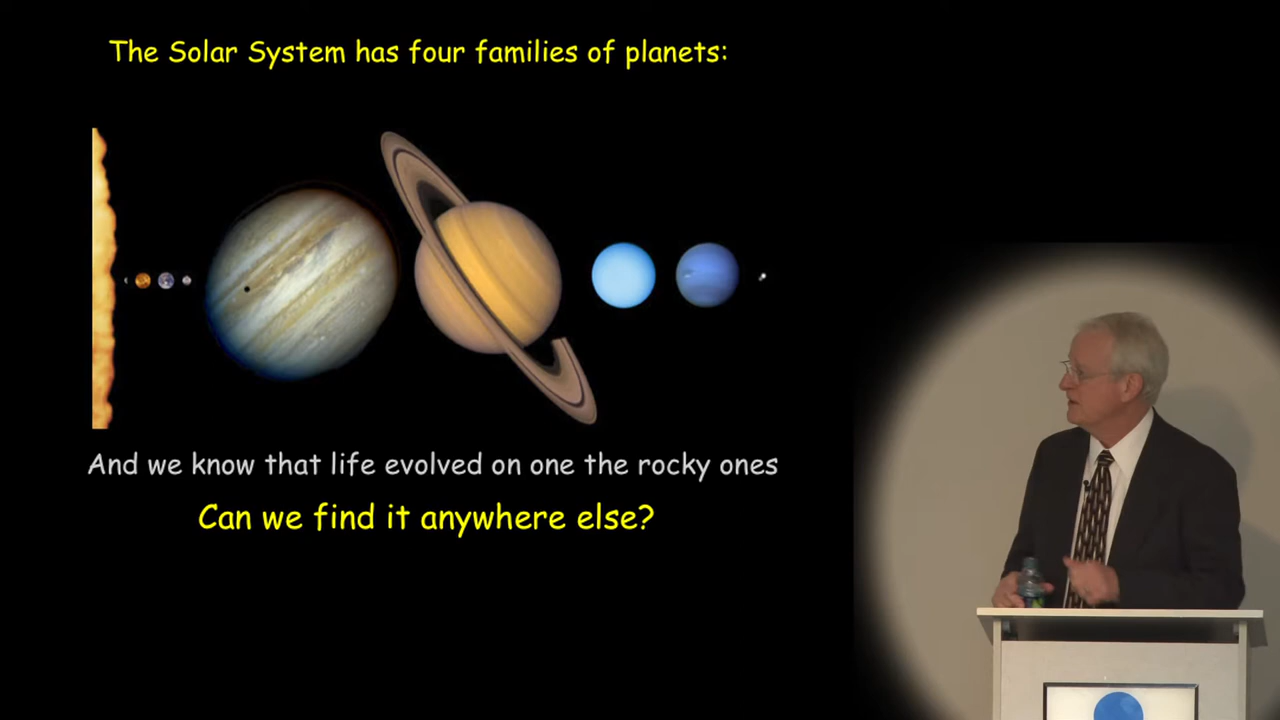 The Solar System has four families of planets:
And we know that life evolved on one the rocky ones
Can we find it anywhere else?